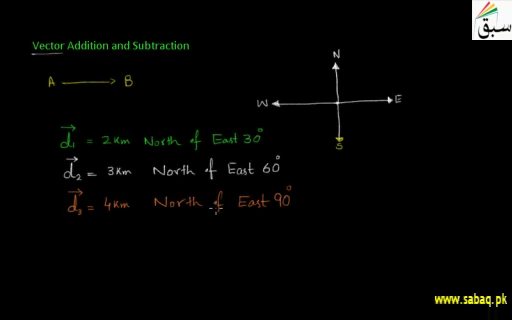 سبق
Vector Addition and Subtraction
N
A B
W E
S
d₁ = 2km North of East 30°
d₂ = 3km North of East 60°
d₃ = 4km North of East 90°
www.sabaq.pk